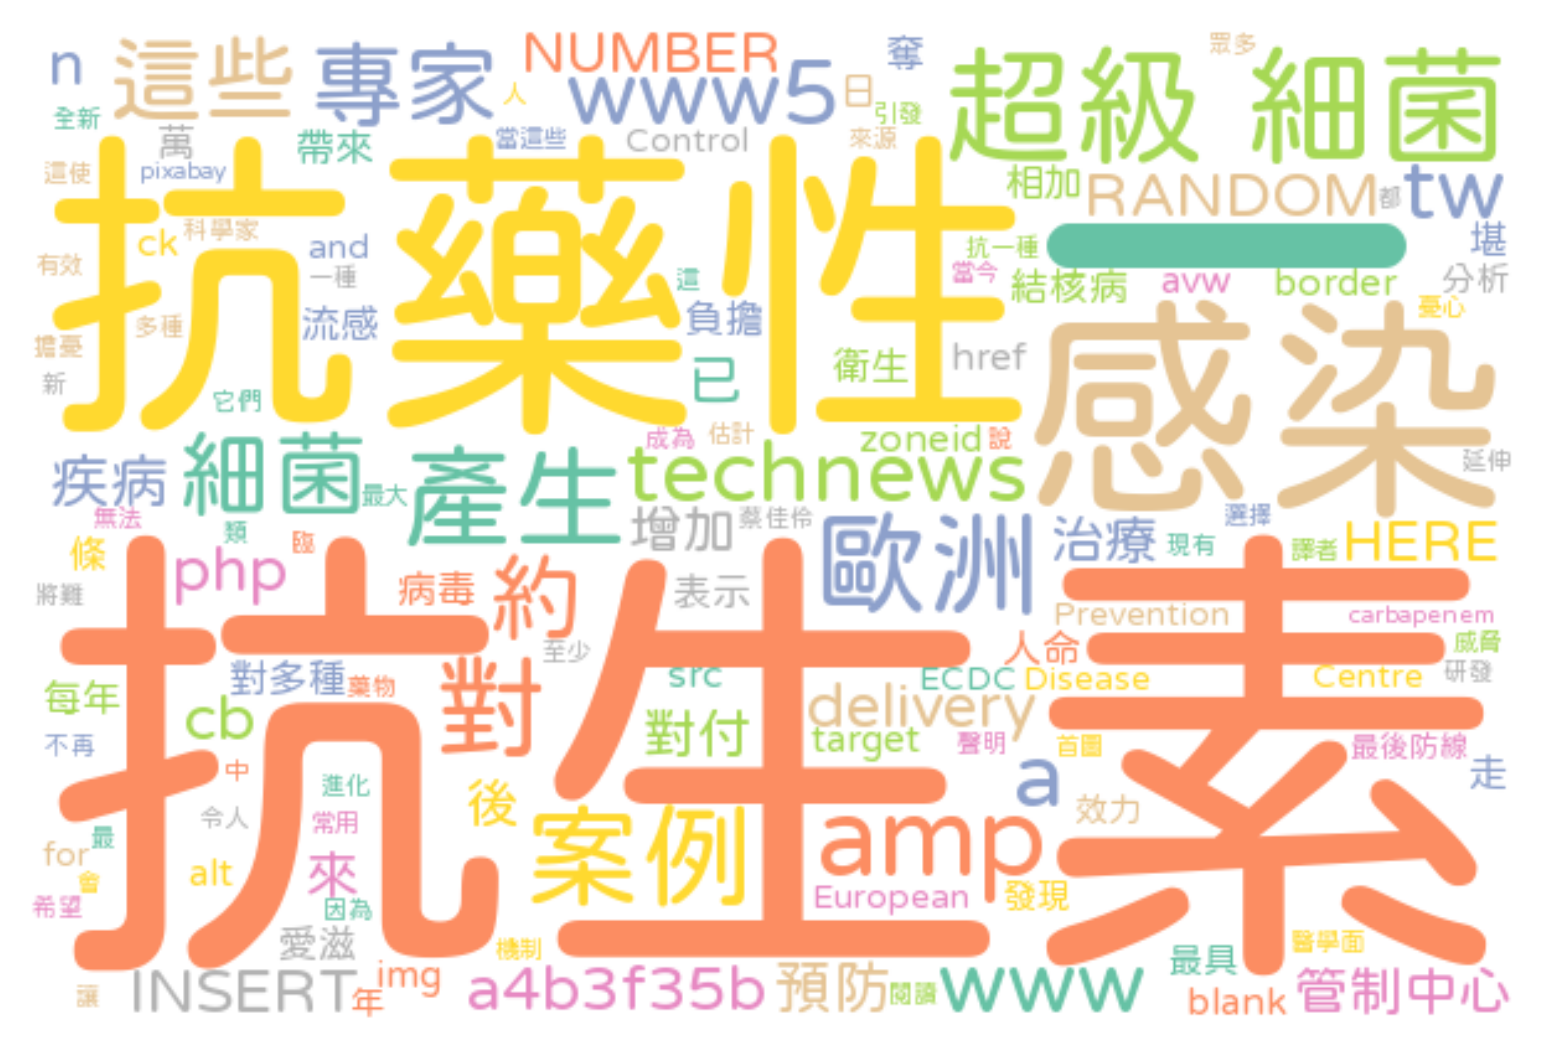 n 這些 專家 NUMBER 奪 眾多
www5 日 超級 細菌
全新 人 引發
萬 帶來 當這些 Control 來源
這使 pixabay 相加 RANDOM 都 tw
抗藥性
ck 科學家 and 抗一種 一 堪
有效 一種 這 當今 結核病 avw border 分析
多種 流感 負擔 憂心
擔憂 衛生 href 感染
新 它們 已
成為 估計 zoneid 說
疾病 細菌 最大 產生 technews 延伸
無法 類 增加 蔡佳伶 歐洲 治療 選擇 現有 譯者 HERE
條 臨
將難 php 病毒 約 表示 Prevention carbapenem
抗生素
至少 人命 威脅
每年 對多種 藥物 對 src ECDC Disease Centre 研發
cb 對付 delivery
不再 target 聲明 首圖 最後防線
中 進化 a 走
令人 常用 後 案例 amp 效力
for 最
會 alt 來 European 發現
希望 因為
愛滋 機制 最具 醫學面
讓 INSERT 年 img a4b3f35b 預防 閱讀 www blank 管制中心